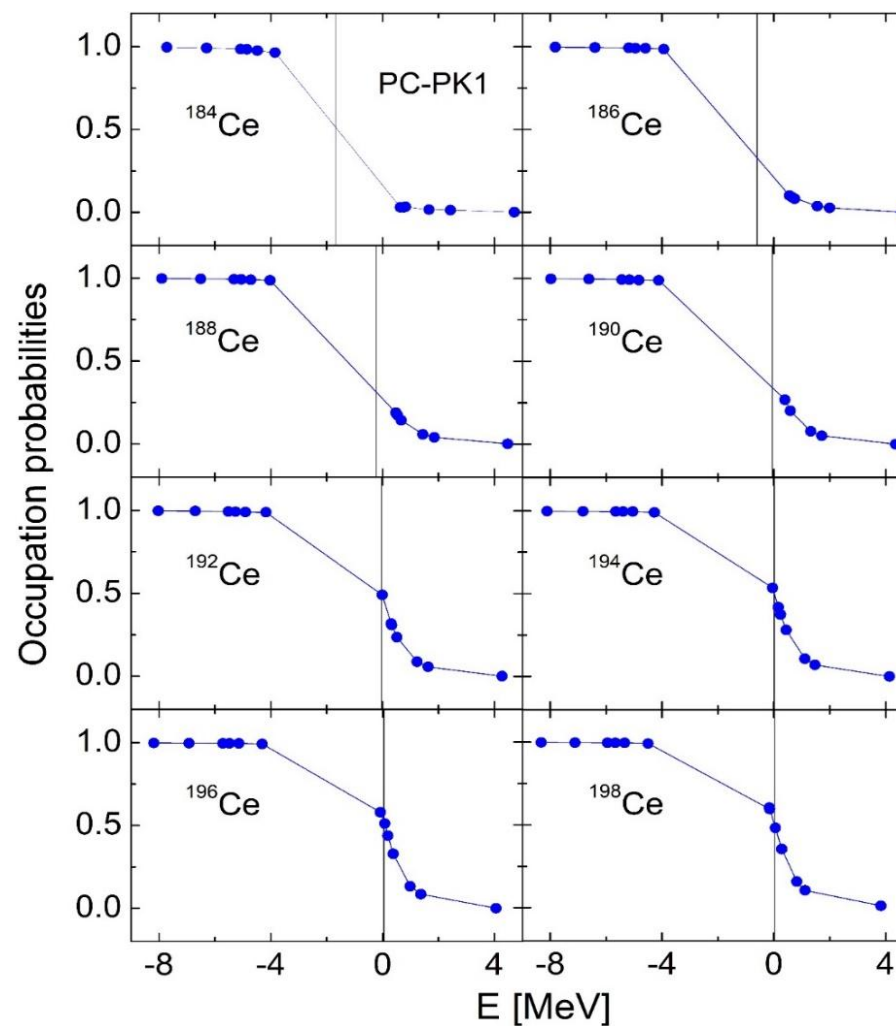 PC-PK1
1.0
0.5
0.0
¹⁸⁴Ce
¹⁸⁶Ce
1.0
0.5
0.0
¹⁸⁸Ce
¹⁹⁰Ce
1.0
0.5
0.0
¹⁹²Ce
¹⁹⁴Ce
1.0
0.5
0.0
¹⁹⁶Ce
¹⁹⁸Ce
Occupation probabilities
-8 -4 0 4 -8 -4 0 4
E [MeV]